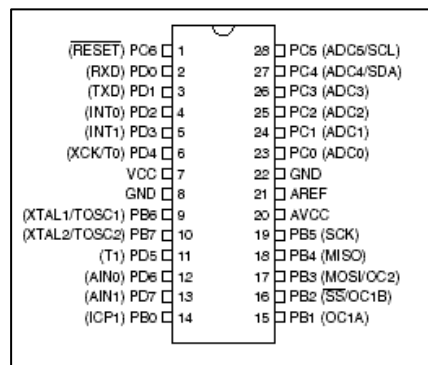 (RESET) PC6 1 28 PC5 (ADC5/SCL)
(RXD) PD0 2 27 PC4 (ADC4/SDA)
(TXD) PD1 3 26 PC3 (ADC3)
(INT0) PD2 4 25 PC2 (ADC2)
(INT1) PD3 5 24 PC1 (ADC1)
(XCK/T0) PD4 6 23 PC0 (ADC0)
VCC 7 22 GND
GND 8 21 AREF
(XTAL1/TOSC1) PB6 9 20 AVCC
(XTAL2/TOSC2) PB7 10 19 PB5 (SCK)
(T1) PD5 11 18 PB4 (MISO)
(AIN0) PD6 12 17 PB3 (MOSI/OC2)
(AIN1) PD7 13 16 PB2 (SS/OC1B)
(ICP1) PB0 14 15 PB1 (OC1A)